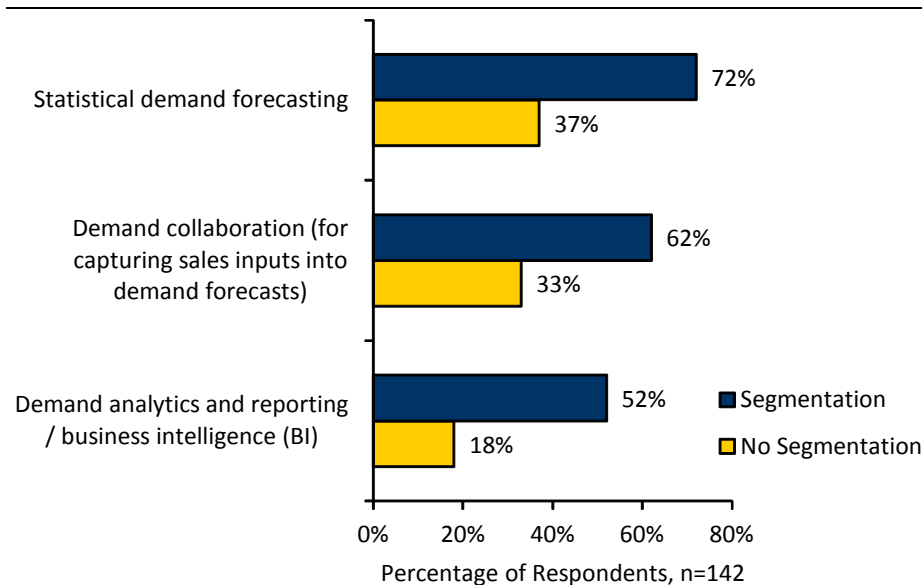 Statistical demand forecasting
72%
37%
Demand collaboration (for
capturing sales inputs into
demand forecasts)
62%
33%
Demand analytics and reporting
/ business intelligence (BI)
52%
18%
Segmentation
No Segmentation
0% 20% 40% 60% 80%
Percentage of Respondents, n=142